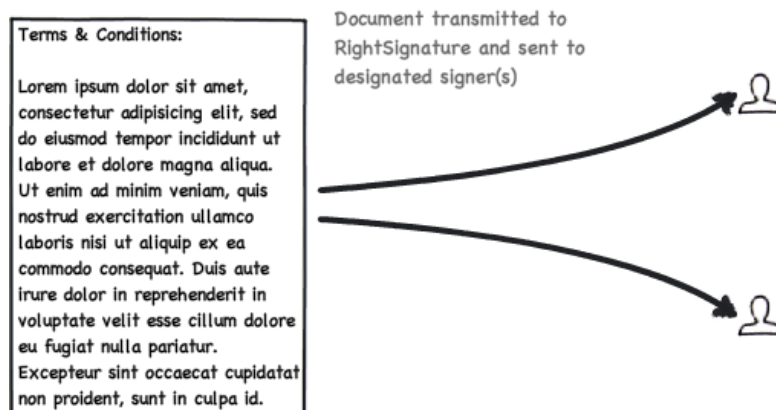 Terms & Conditions:
Lorem ipsum dolor sit amet,
consectetur adipisicing elit, sed
do eiusmod tempor incididunt ut
labore et dolore magna aliqua.
Ut enim ad minim veniam, quis
nostrud exercitation ullamco
laboris nisi ut aliquip ex ea
commodo consequat. Duis aute
irure dolor in reprehenderit in
voluptate velit esse cillum dolore
eu fugiat nulla pariatur.
Excepteur sint occaecat cupidatat
non proident, sunt in culpa id.
Document transmitted to
RightSignature and sent to
designated signer(s)